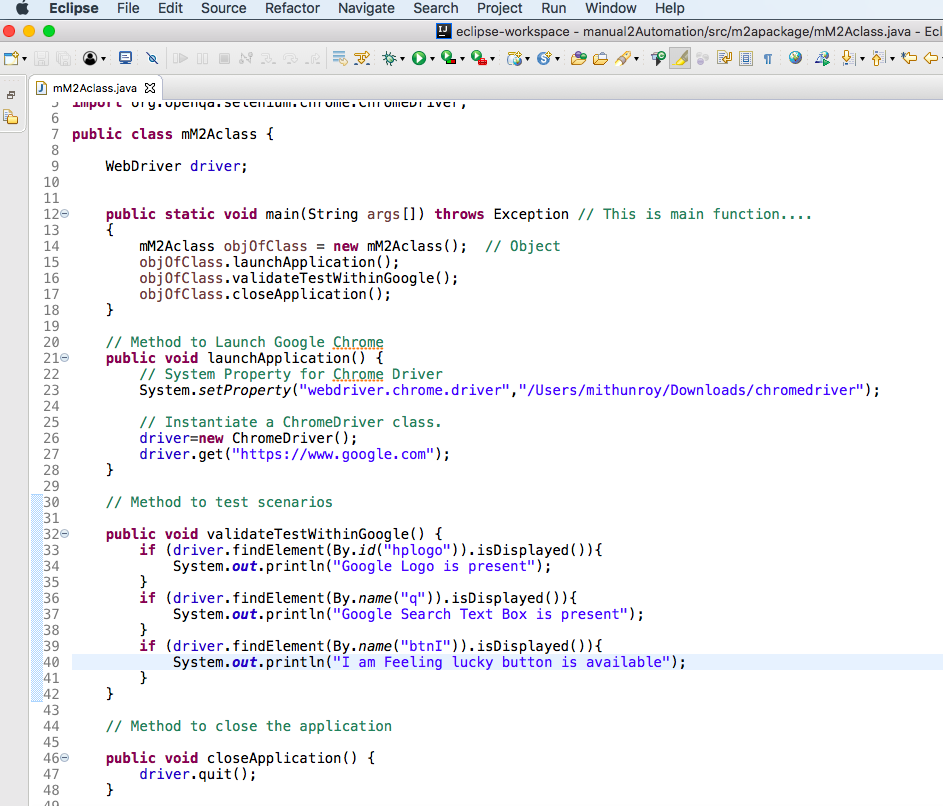 Eclipse File Edit Source Refactor Navigate Search Project Run Window Help
eclipse-workspace - manual2Automation/src/m2apackage/mM2Aclass.java - Ecl
mM2Aclass.java
5 import org.openqa.selenium.chrome.ChromeDriver;
6
7 public class mM2Aclass {
8
9 WebDriver driver;
10
11
12 public static void main(String args[]) throws Exception // This is main function....
13 {
14 mM2Aclass objOfClass = new mM2Aclass(); // Object
15 objOfClass.launchApplication();
16 objOfClass.validateTestWithinGoogle();
17 objOfClass.closeApplication();
18 }
19
20 // Method to Launch Google Chrome
21 public void launchApplication() {
22 // System Property for Chrome Driver
23 System.setProperty("webdriver.chrome.driver","/Users/mithunroy/Downloads/chromedriver");
24
25 // Instantiate a ChromeDriver class.
26 driver=new ChromeDriver();
27 driver.get("https://www.google.com");
28 }
29
30 // Method to test scenarios
31
32 public void validateTestWithinGoogle() {
33 if (driver.findElement(By.id("hplogo")).isDisplayed()){
34 System.out.println("Google Logo is present");
35 }
36 if (driver.findElement(By.name("q")).isDisplayed()){
37 System.out.println("Google Search Text Box is present");
38 }
39 if (driver.findElement(By.name("btnI")).isDisplayed()){
40 System.out.println("I am Feeling lucky button is available");
41 }
42 }
43
44 // Method to close the application
45
46 public void closeApplication() {
47 driver.quit();
48 }
49